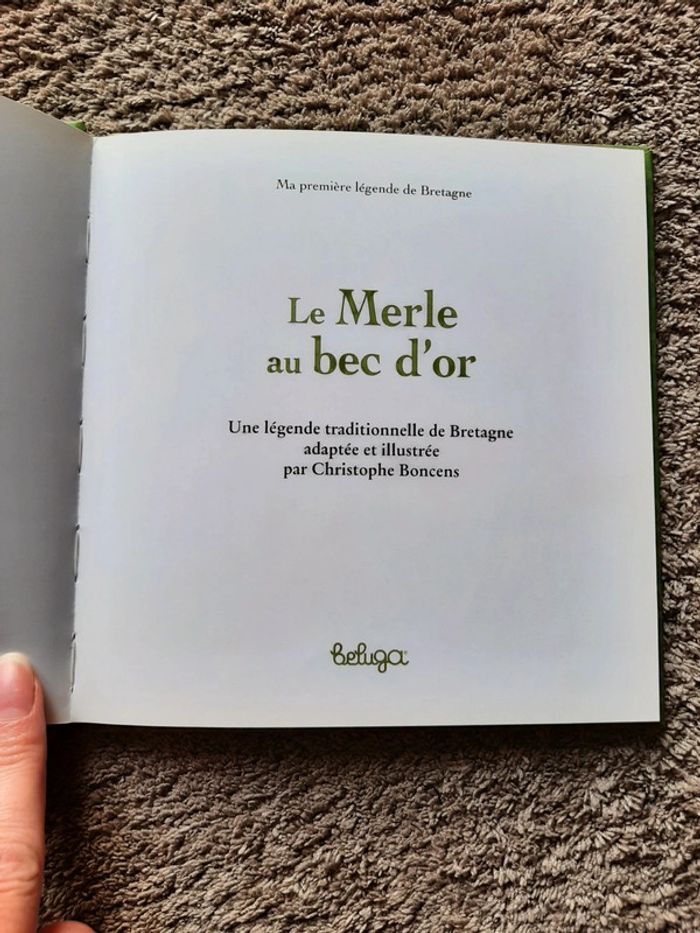 Ma première légende de Bretagne
Le Merle
au bec d'or
Une légende traditionnelle de Bretagne
adaptée et illustrée
par Christophe Boncens
beluga